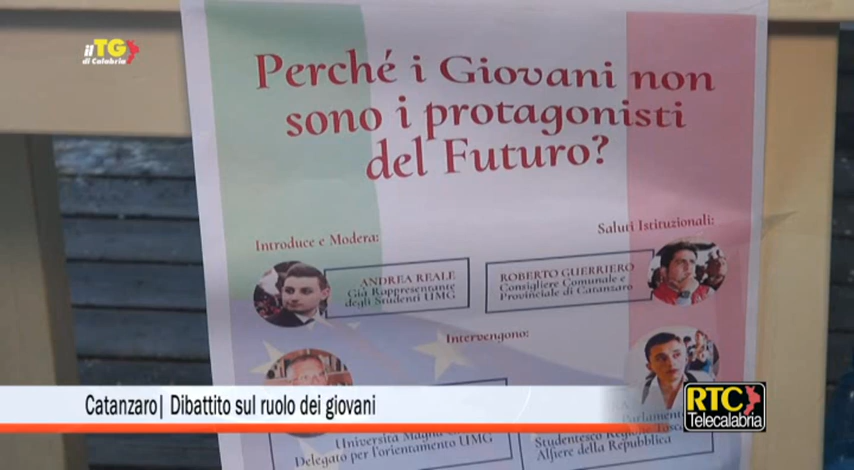 il TG
di Calabria
Perché i Giovani non
sono i protagonisti
del Futuro?
Introduce e Modera:
Saluti Istituzionali:
ANDREA REALE
Già Rappresentante
degli Studenti UMG
ROBERTO GUERRIERO
Consigliere Comunale e
Provinciale di Catanzaro
Intervengono:
Catanzaro| Dibattito sul ruolo dei giovani
RTC
Telecalabria
Università
Delegato per l'orientamento UMG
Parlamento
Studentesco
Alfiere della Repubblica